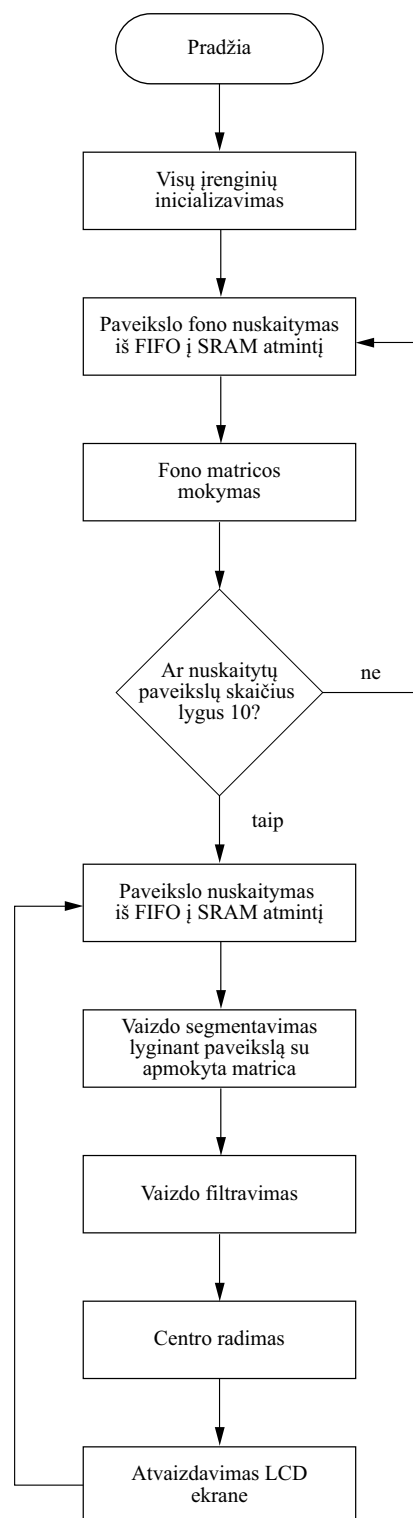 Pradžia
Visų įrenginių
inicializavimas
Paveikslo fono nuskaitymas
iš FIFO į SRAM atmintį
Fono matricos
mokymas
Ar nuskaitytų
paveikslų skaičius
lygus 10?
ne
taip
Paveikslo nuskaitymas
iš FIFO į SRAM atmintį
Vaizdo segmentavimas
lyginant paveikslą su
apmokyta matrica
Vaizdo filtravimas
Centro radimas
Atvaizdavimas LCD
ekrane